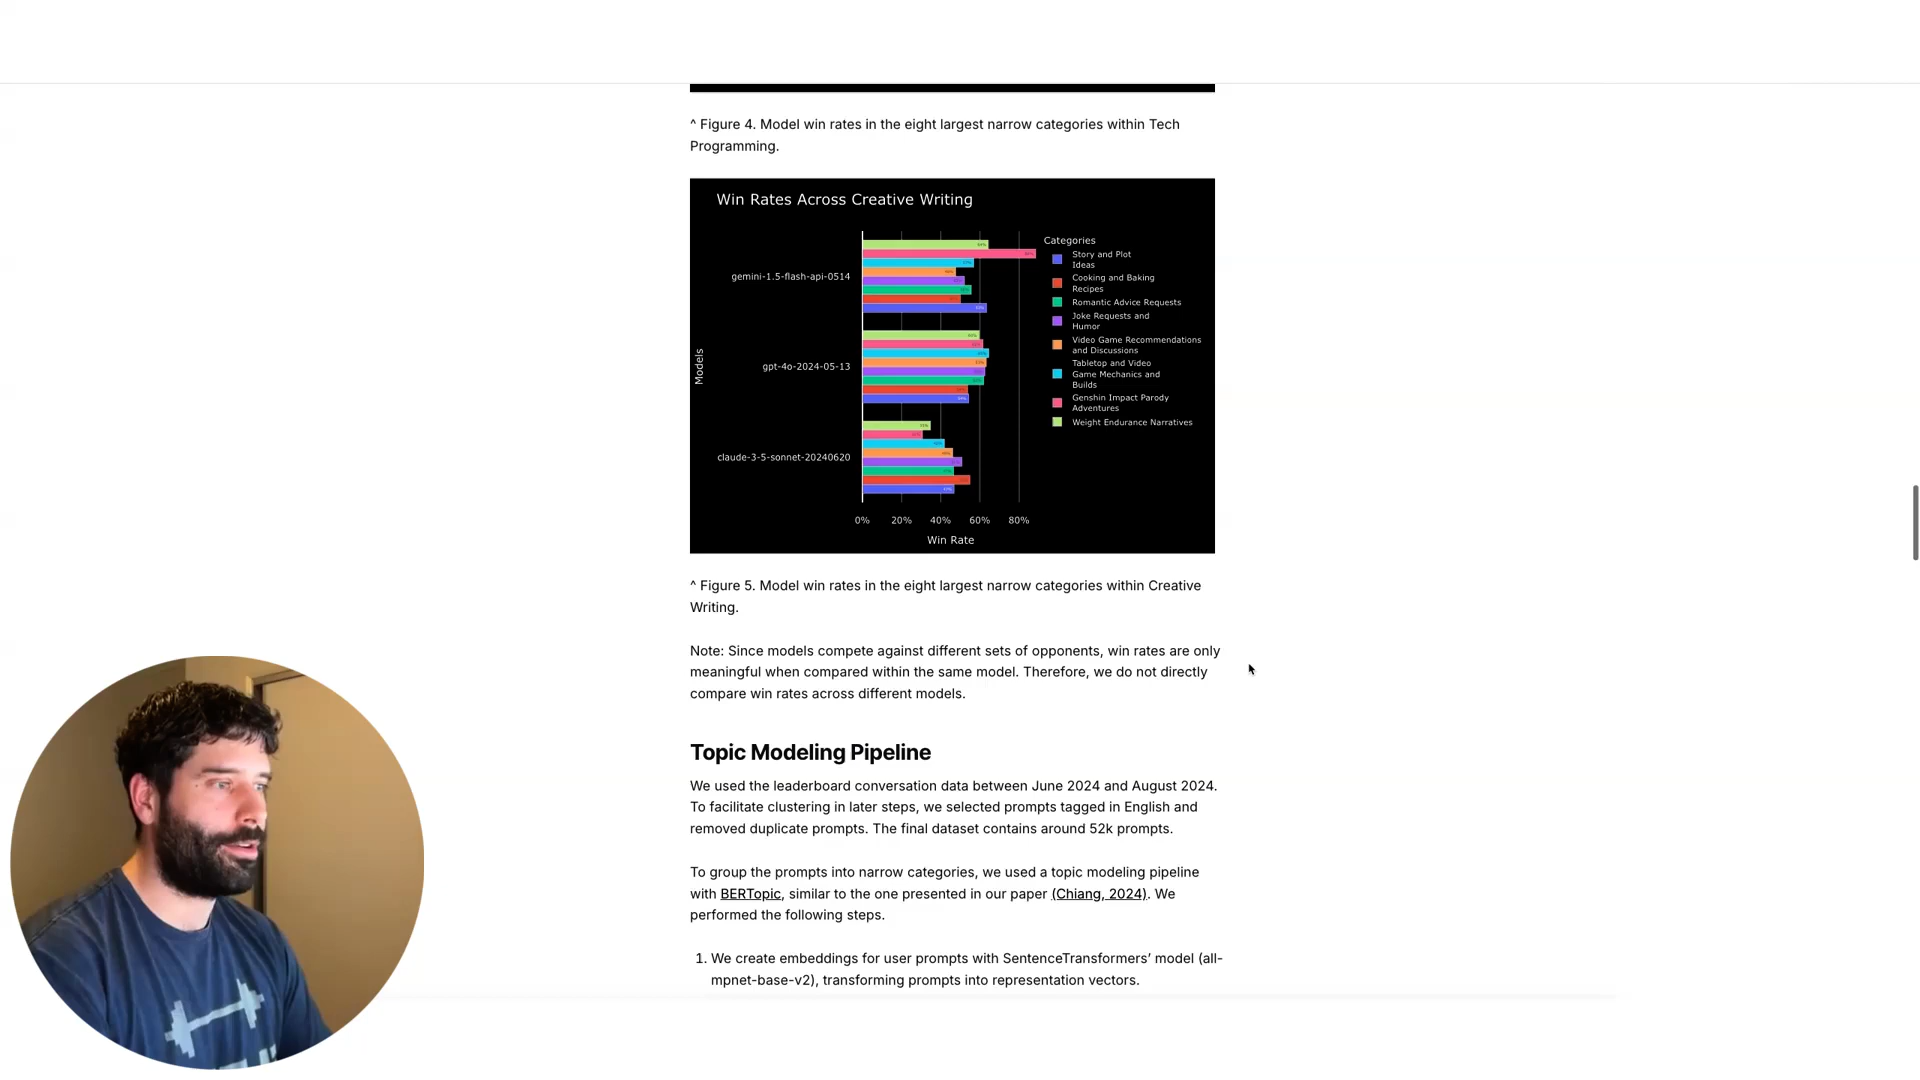 ^ Figure 4. Model win rates in the eight largest narrow categories within Tech
Programming.
Win Rates Across Creative Writing
Models
gemini-1.5-flash-api-0514
gpt-4o-2024-05-13
claude-3-5-sonnet-20240620
0% 20% 40% 60% 80%
Win Rate
Categories
Story and Plot
Ideas
Cooking and Baking
Recipes
Romantic Advice Requests
Joke Requests and
Humor
Video Game Recommendations
and Discussions
Tabletop and Video
Game Mechanics and
Builds
Genshin Impact Parody
Adventures
Weight Endurance Narratives
^ Figure 5. Model win rates in the eight largest narrow categories within Creative
Writing.
Note: Since models compete against different sets of opponents, win rates are only
meaningful when compared within the same model. Therefore, we do not directly
compare win rates across different models.
Topic Modeling Pipeline
We used the leaderboard conversation data between June 2024 and August 2024.
To facilitate clustering in later steps, we selected prompts tagged in English and
removed duplicate prompts. The final dataset contains around 52k prompts.
To group the prompts into narrow categories, we used a topic modeling pipeline
with BERTopic, similar to the one presented in our paper (Chiang, 2024). We
performed the following steps.
1. We create embeddings for user prompts with SentenceTransformers’ model (all-
mpnet-base-v2), transforming prompts into representation vectors.